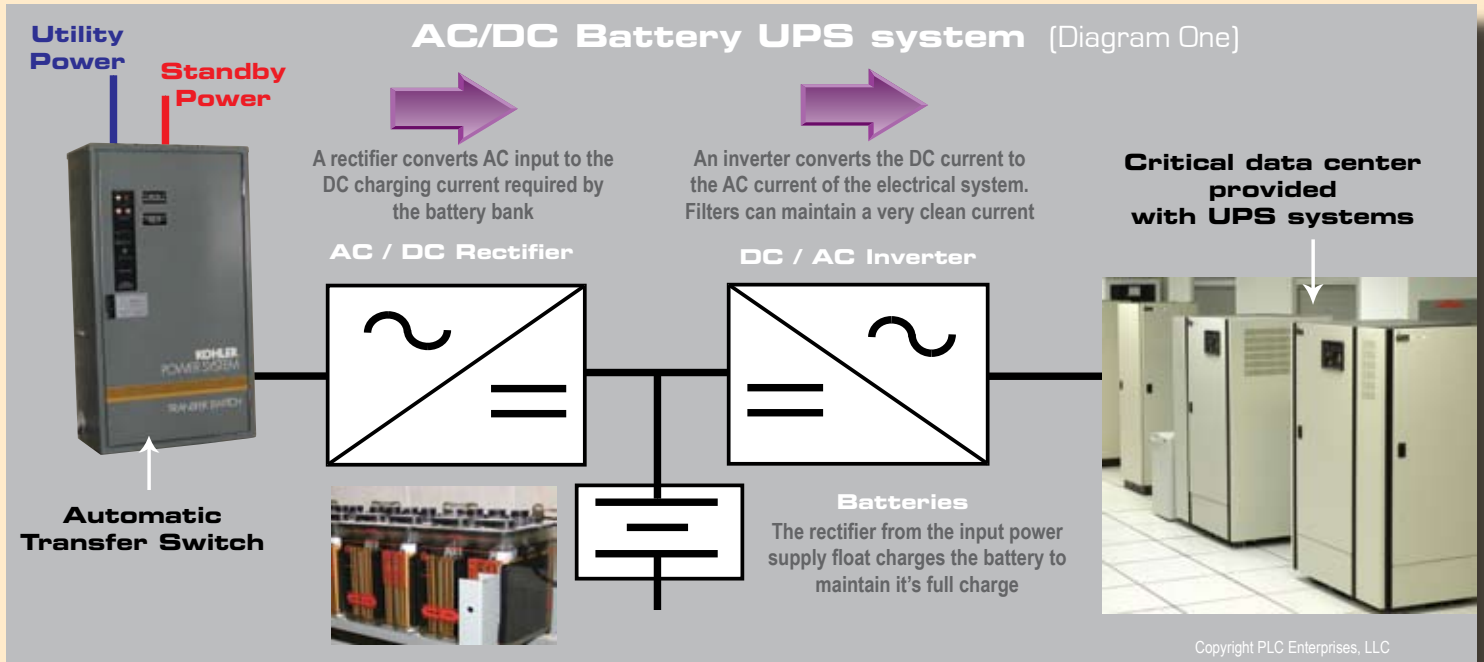 AC/DC Battery UPS system (Diagram One)
Utility
Power
Standby
Power
A rectifier converts AC input to the
DC charging current required by
the battery bank
An inverter converts the DC current to
the AC current of the electrical system.
Filters can maintain a very clean current
Critical data center
provided
with UPS systems
AC / DC Rectifier
DC / AC Inverter
KOHLER
POWER SYSTEM
TRANSFER SWITCH
Automatic
Transfer Switch
Batteries
The rectifier from the input power
supply float charges the battery to
maintain it's full charge
Copyright PLC Enterprises, LLC